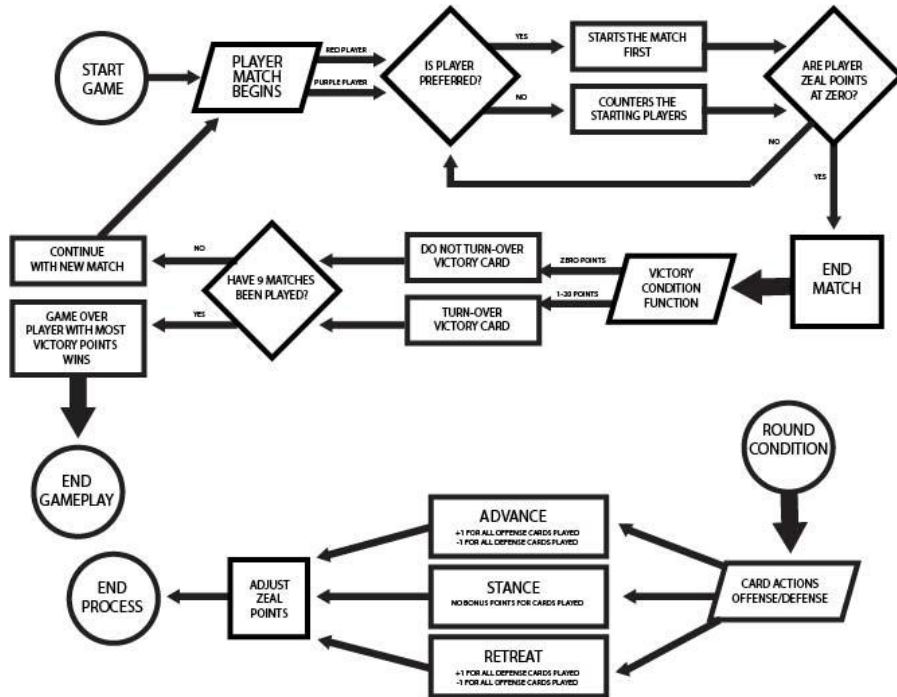 START
GAME
PLAYER
MATCH
BEGINS
RED PLAYER
PURPLE PLAYER
IS PLAYER
PREFERRED?
YES
NO
STARTS THE MATCH
FIRST
COUNTERS THE
STARTING PLAYERS
ARE PLAYER
ZEAL POINTS
AT ZERO?
NO
YES
CONTINUE
WITH NEW MATCH
NO
HAVE 9 MATCHES
BEEN PLAYED?
YES
DO NOT TURN-OVER
VICTORY CARD
TURN-OVER
VICTORY CARD
ZERO POINTS
1-20 POINTS
VICTORY
CONDITION
FUNCTION
END
MATCH
GAME OVER
PLAYER WITH MOST
VICTORY POINTS
WINS
END
GAMEPLAY
ROUND
CONDITION
ADVANCE
+1 FOR ALL OFFENSE CARDS PLAYED
-1 FOR ALL DEFENSE CARDS PLAYED
END
PROCESS
ADJUST
ZEAL
POINTS
STANCE
NO BONUS POINTS FOR CARDS PLAYED
CARD ACTIONS
OFFENSE/DEFENSE
RETREAT
+1 FOR ALL DEFENSE CARDS PLAYED
-1 FOR ALL OFFENSE CARDS PLAYED